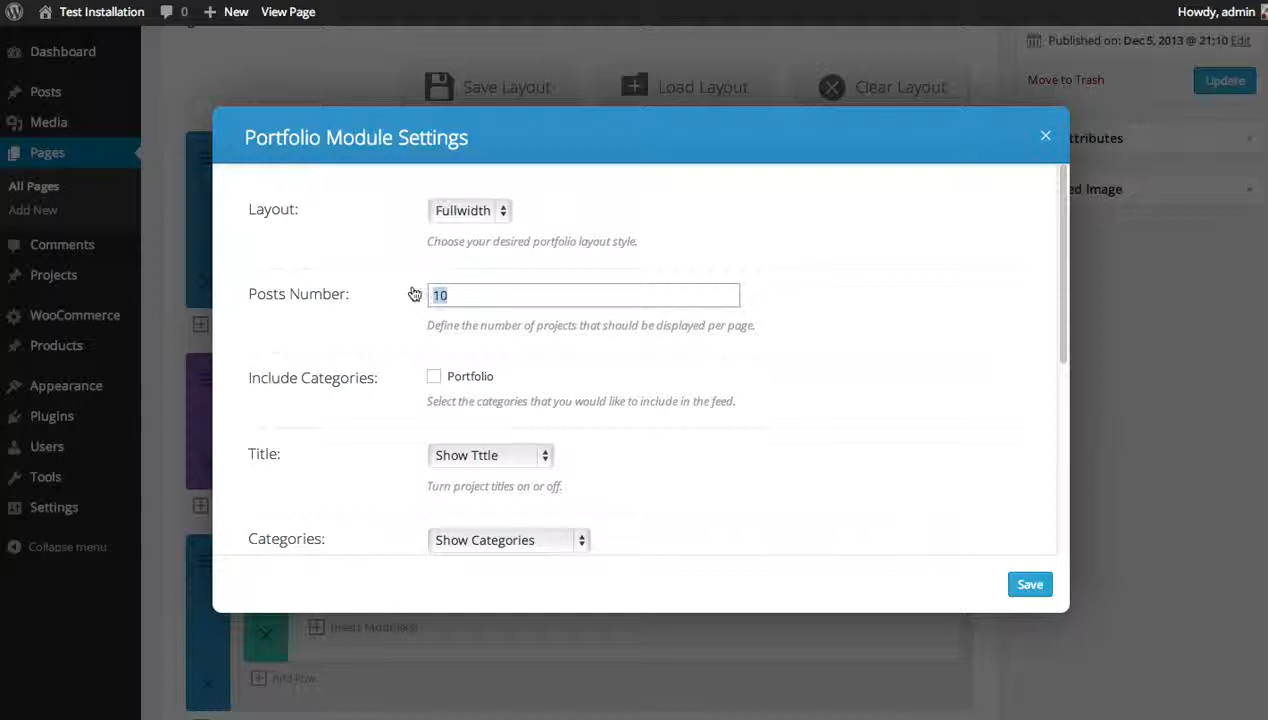 Test Installation 0 New View Page Howdy, admin
Dashboard
Posts
Media
Pages
All Pages
Add New
Comments
Projects
WooCommerce
Products
Appearance
Plugins
Users
Tools
Settings
Collapse menu
Published on: Dec 5, 2013 @ 21:10 Edit
Move to Trash Update
Save Layout Load Layout Clear Layout
Portfolio Module Settings
Layout: Fullwidth
Choose your desired portfolio layout style.
Posts Number: 10
Define the number of projects that should be displayed per page.
Include Categories: Portfolio
Select the categories that you would like to include in the feed.
Title: Show Tttle
Turn project titles on or off.
Categories: Show Categories
Save
Insert Module(s)
Add Row